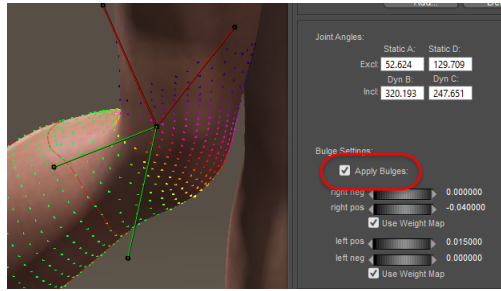 Joint Angles:
Static A: Static D:
Excl: 52.624 129.709
Dyn B: Dyn C:
Incl: 320.193 247.651
Bulge Settings:
Apply Bulges:
right neg 0.000000
right pos -0.040000
Use Weight Map
left pos 0.015000
left neg 0.000000
Use Weight Map